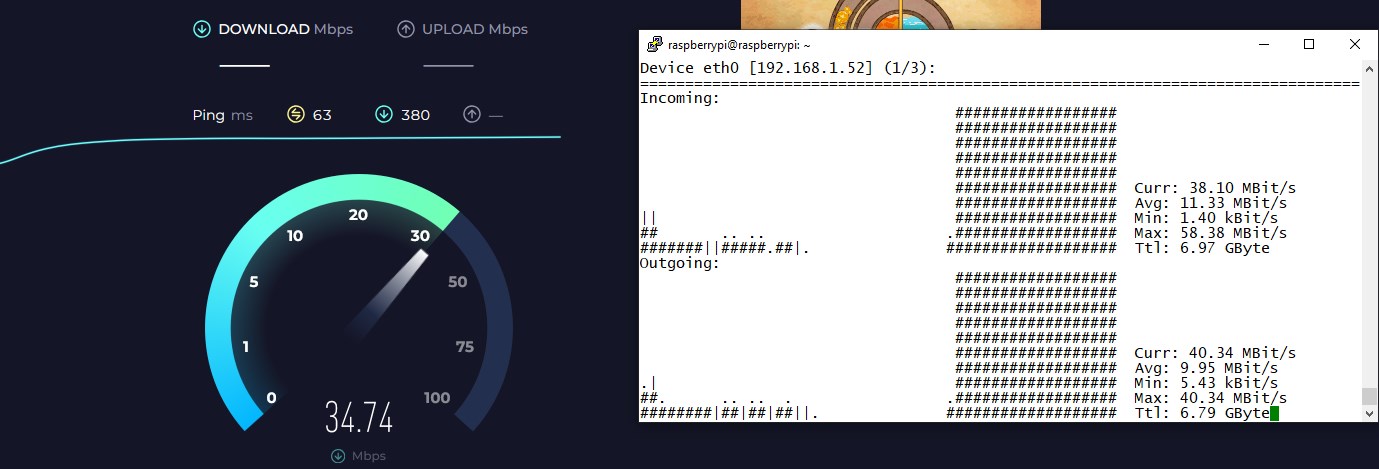 DOWNLOAD Mbps
UPLOAD Mbps
Ping ms 63 380 —
0
1
5
10
20
30
50
75
100
34.74
Mbps
raspberrypi@raspberrypi: ~
Device eth0 [192.168.1.52] (1/3):
================================================================================
Incoming:
                                   ##################
                                   ##################
                                   ##################
                                   ##################
                                   ##################
                                   ##################  Curr: 38.10 MBit/s
                                   ##################  Avg: 11.33 MBit/s
||                                 ##################  Min: 1.40 kBit/s
##       .. ..                    .##################  Max: 58.38 MBit/s
#######||#####.##|.               ###################  Ttl: 6.97 GByte
Outgoing:
                                   ##################
                                   ##################
                                   ##################
                                   ##################
                                   ##################
                                   ##################  Curr: 40.34 MBit/s
                                   ##################  Avg: 9.95 MBit/s
.|                                 ##################  Min: 5.43 kBit/s
##.      .. ..  .                 .##################  Max: 40.34 MBit/s
########|##|##|##||.              ###################  Ttl: 6.79 GByte